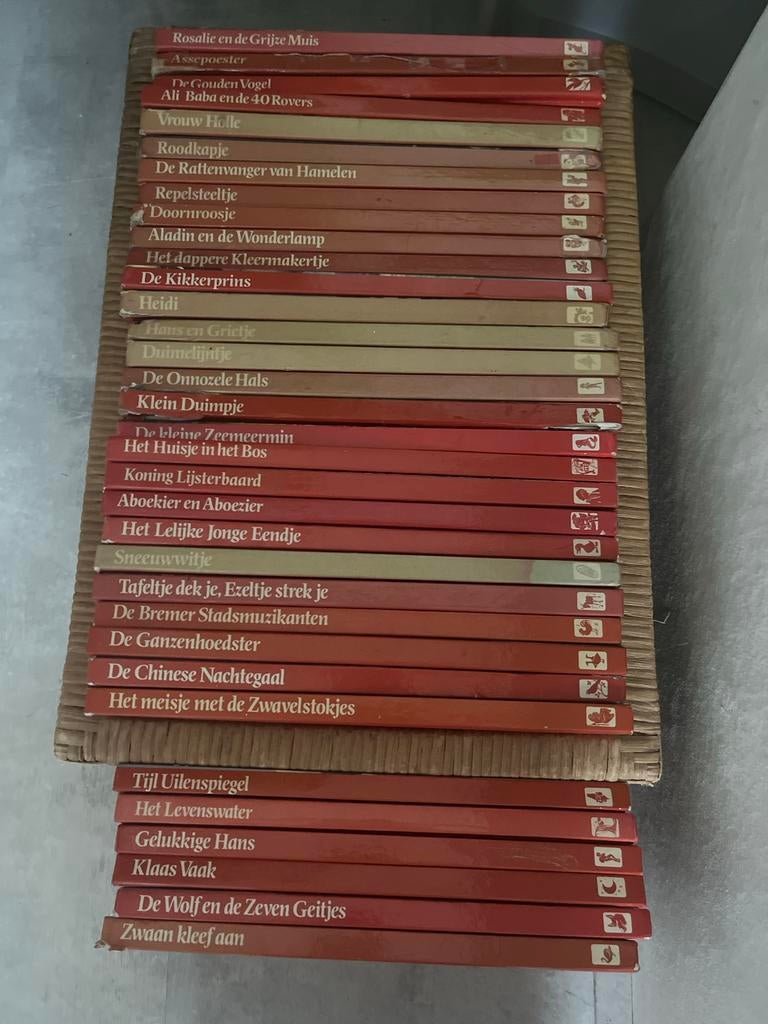 Rosalie en de Grijze Muis
Assepoester
De Gouden Vogel
Ali Baba en de 40 Rovers
Vrouw Holle
Roodkapje
De Rattenvanger van Hamelen
Repelsteeltje
Doornroosje
Aladin en de Wonderlamp
Het dappere Kleermakertje
De Kikkerprins
Heidi
Hans en Grietje
Duimelijntje
De Onnozele Hals
Klein Duimpje
De kleine Zeemeermin
Het Huisje in het Bos
Koning Lijsterbaard
Aboekier en Aboezier
Het Lelijke Jonge Eendje
Sneeuwwitje
Tafeltje dek je, Ezeltje strek je
De Bremer Stadsmuzikanten
De Ganzenhoedster
De Chinese Nachtegaal
Het meisje met de Zwavelstokjes
Tijl Uilenspiegel
Het Levenswater
Gelukkige Hans
Klaas Vaak
De Wolf en de Zeven Geitjes
Zwaan kleef aan